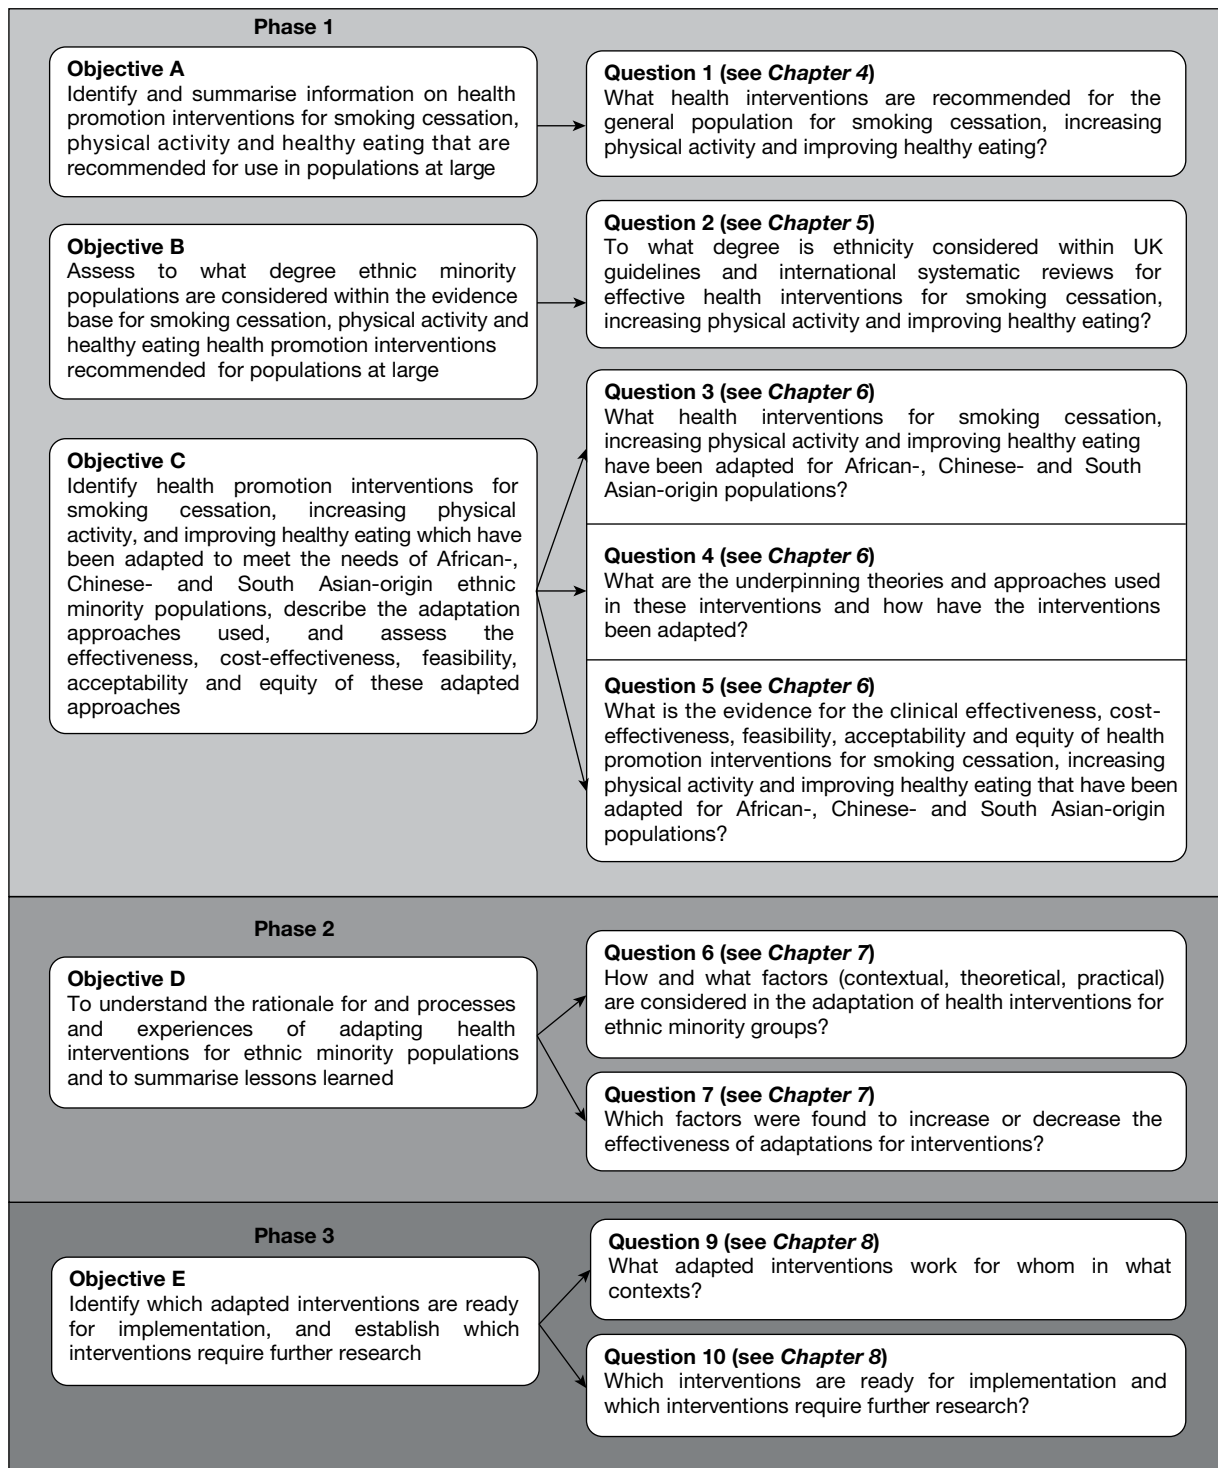 Phase 1
Objective A
Identify and summarise information on health
promotion interventions for smoking cessation,
physical activity and healthy eating that are
recommended for use in populations at large
Question 1 (see Chapter 4)
What health interventions are recommended for the
general population for smoking cessation, increasing
physical activity and improving healthy eating?
Objective B
Assess to what degree ethnic minority
populations are considered within the evidence
base for smoking cessation, physical activity and
healthy eating health promotion interventions
recommended for populations at large
Question 2 (see Chapter 5)
To what degree is ethnicity considered within UK
guidelines and international systematic reviews for
effective health interventions for smoking cessation,
increasing physical activity and improving healthy eating?
Objective C
Identify health promotion interventions for
smoking cessation, increasing physical
activity, and improving healthy eating which have
been adapted to meet the needs of African-,
Chinese- and South Asian-origin ethnic
minority populations, describe the adaptation
approaches used, and assess the
effectiveness, cost-effectiveness, feasibility,
acceptability and equity of these adapted
approaches
Question 3 (see Chapter 6)
What health interventions for smoking cessation,
increasing physical activity and improving healthy eating
have been adapted for African-, Chinese- and South
Asian-origin populations?
Question 4 (see Chapter 6)
What are the underpinning theories and approaches used
in these interventions and how have the interventions
been adapted?
Question 5 (see Chapter 6)
What is the evidence for the clinical effectiveness, cost-
effectiveness, feasibility, acceptability and equity of health
promotion interventions for smoking cessation, increasing
physical activity and improving healthy eating that have been
adapted for African-, Chinese- and South Asian-origin
populations?
Phase 2
Objective D
To understand the rationale for and processes
and experiences of adapting health
interventions for ethnic minority populations
and to summarise lessons learned
Question 6 (see Chapter 7)
How and what factors (contextual, theoretical, practical)
are considered in the adaptation of health interventions for
ethnic minority groups?
Question 7 (see Chapter 7)
Which factors were found to increase or decrease the
effectiveness of adaptations for interventions?
Phase 3
Objective E
Identify which adapted interventions are ready
for implementation, and establish which
interventions require further research
Question 9 (see Chapter 8)
What adapted interventions work for whom in what
contexts?
Question 10 (see Chapter 8)
Which interventions are ready for implementation and
which interventions require further research?